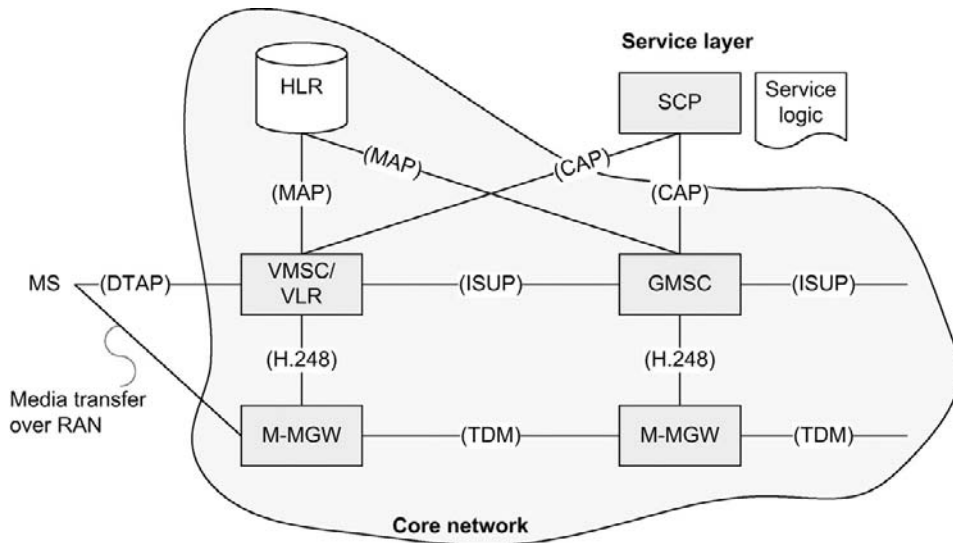 Service layer
HLR
SCP
Service
logic
(MAP)
(CAP)
(MAP)
(CAP)
MS
(DTAP)
VMSC/
VLR
(ISUP)
GMSC
(ISUP)
(H.248)
(H.248)
Media transfer
over RAN
M-MGW
(TDM)
M-MGW
(TDM)
Core network